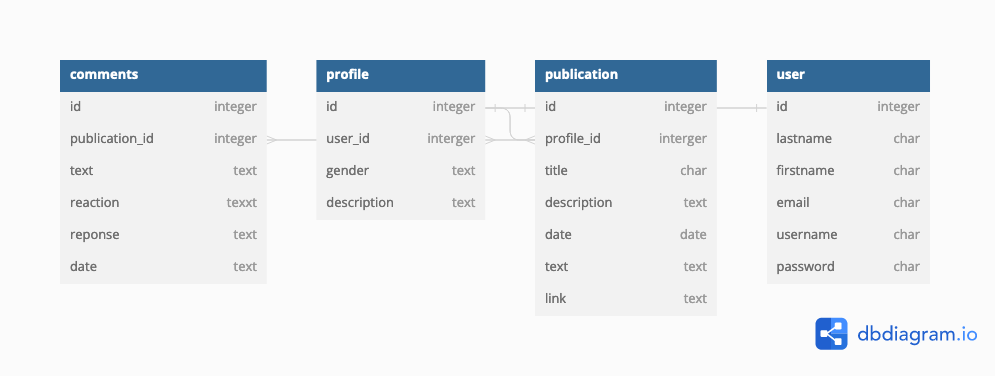 comments
id integer
publication_id integer
text text
reaction texxt
reponse text
date text
profile
id integer
user_id interger
gender text
description text
publication
id integer
profile_id interger
title char
description text
date date
text text
link text
user
id integer
lastname char
firstname char
email char
username char
password char
dbdiagram.io